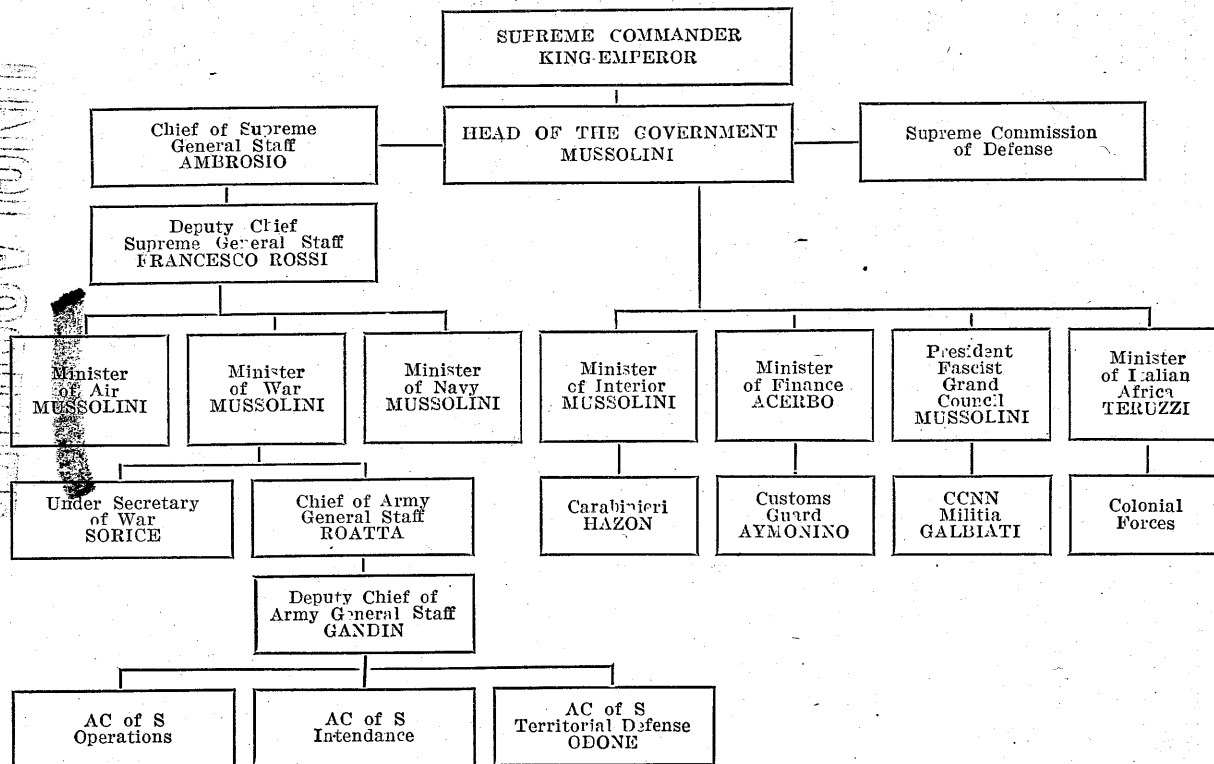 SUPREME COMMANDER
KING-EMPEROR
Chief of Supreme
General Staff
AMBROSIO
HEAD OF THE GOVERNMENT
MUSSOLINI
Supreme Commission
of Defense
Deputy Chief
Supreme General Staff
FRANCESCO ROSSI
Minister
of Air
MUSSOLINI
Minister
of War
MUSSOLINI
Minister
of Navy
MUSSOLINI
Minister
of Interior
MUSSOLINI
Minister
of Finance
ACERBO
President
Fascist
Grand
Council
MUSSOLINI
Minister
of Italian
Africa
TERUZZI
Under Secretary
of War
SORICE
Chief of Army
General Staff
ROATTA
Carabinieri
HAZON
Customs
Guard
AYMONINO
CCNN
Militia
GALBIATI
Colonial
Forces
Deputy Chief of
Army General Staff
GANDIN
AC of S
Operations
AC of S
Intendance
AC of S
Territorial Defense
ODONE